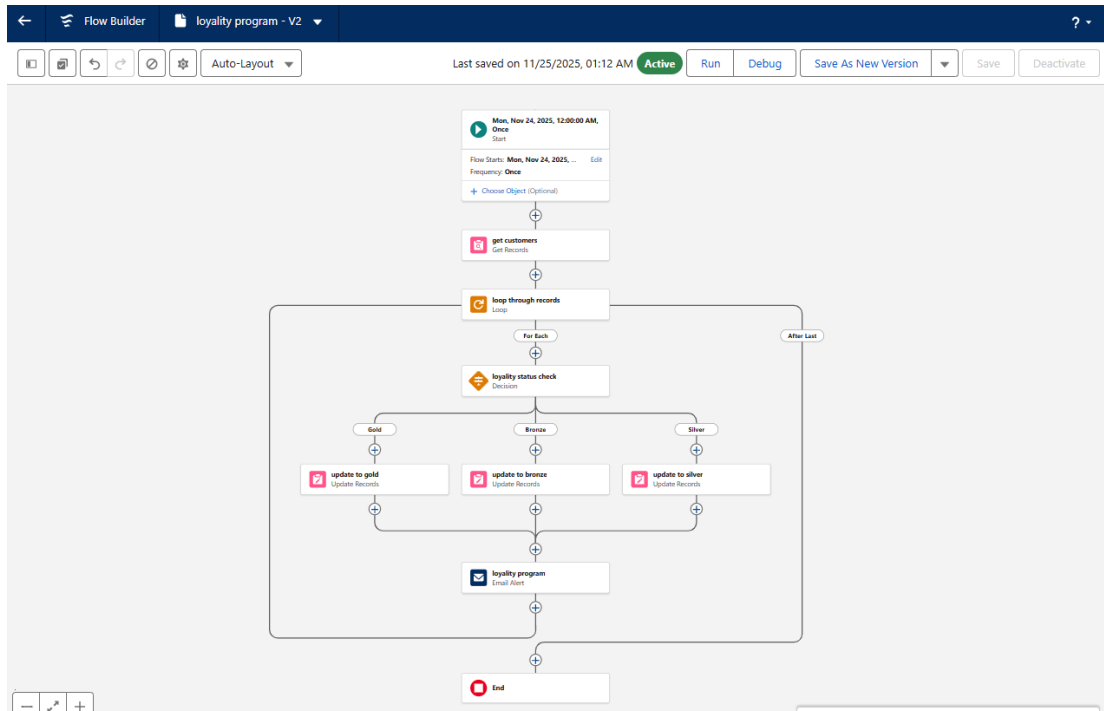 Flow Builder
loyality program - V2
?
Auto-Layout
Last saved on 11/25/2025, 01:12 AM
Active
Run
Debug
Save As New Version
Save
Deactivate
Mon, Nov 24, 2025, 12:00:00 AM,
Once
Start
Flow Starts: Mon, Nov 24, 2025, ...
Edit
Frequency: Once
+ Choose Object (Optional)
get customers
Get Records
loop through records
Loop
For Each
After Last
loyality status check
Decision
Gold
Bronze
Silver
update to gold
Update Records
update to bronze
Update Records
update to silver
Update Records
loyality program
Email Alert
End